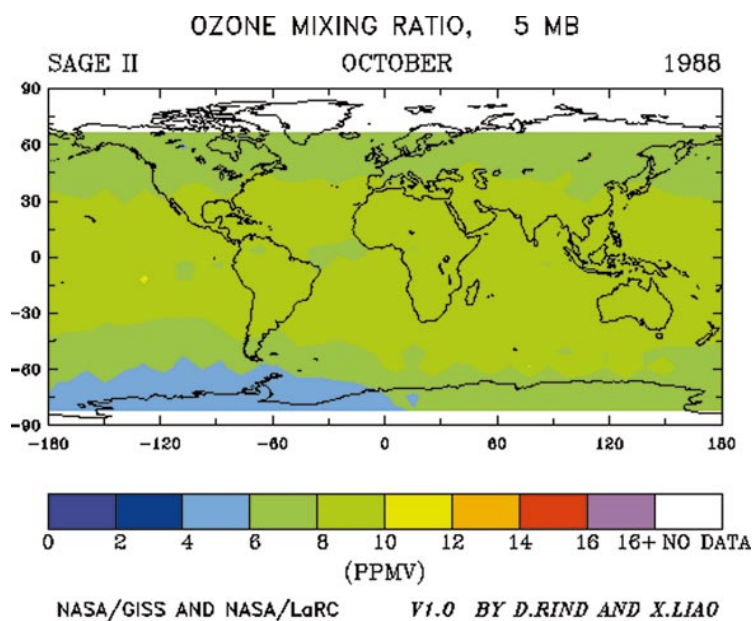 OZONE MIXING RATIO, 5 MB
SAGE II OCTOBER 1988
90
60
30
0
-30
-60
-90
-180 -120 -60 0 60 120 180
0 2 4 6 8 10 12 14 16 16+ NO DATA
(PPMV)
NASA/GISS AND NASA/LaRC V1.0 BY D.RIND AND X.LIAO